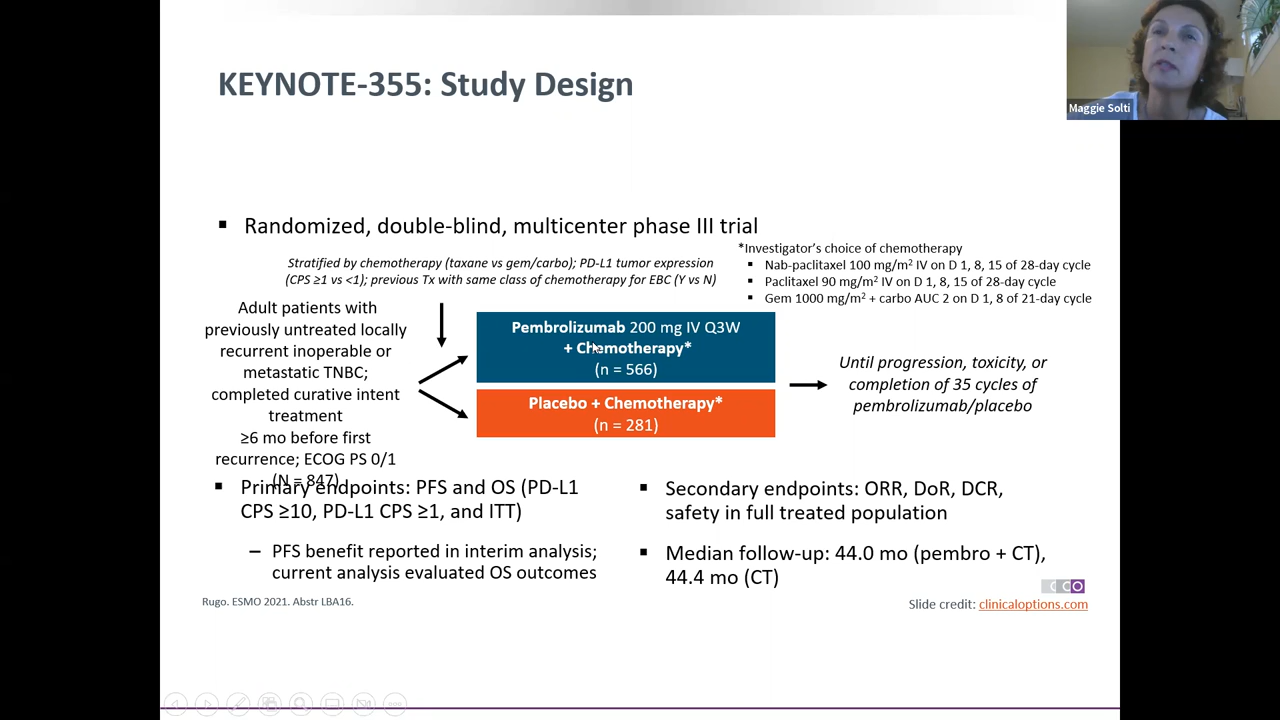 KEYNOTE-355: Study Design
Maggie Solti
▪ Randomized, double-blind, multicenter phase III trial
Stratified by chemotherapy (taxane vs gem/carbo); PD-L1 tumor expression
(CPS ≥1 vs <1); previous Tx with same class of chemotherapy for EBC (Y vs N)
*Investigator's choice of chemotherapy
▪ Nab-paclitaxel 100 mg/m² IV on D 1, 8, 15 of 28-day cycle
▪ Paclitaxel 90 mg/m² IV on D 1, 8, 15 of 28-day cycle
▪ Gem 1000 mg/m² + carbo AUC 2 on D 1, 8 of 21-day cycle
Adult patients with
previously untreated locally
recurrent inoperable or
metastatic TNBC;
completed curative intent
treatment
≥6 mo before first
recurrence; ECOG PS 0/1
(N = 847)
Pembrolizumab 200 mg IV Q3W
+ Chemotherapy*
(n = 566)
Placebo + Chemotherapy*
(n = 281)
Until progression, toxicity, or
completion of 35 cycles of
pembrolizumab/placebo
▪ Primary endpoints: PFS and OS (PD-L1
CPS ≥10, PD-L1 CPS ≥1, and ITT)
– PFS benefit reported in interim analysis;
current analysis evaluated OS outcomes
▪ Secondary endpoints: ORR, DoR, DCR,
safety in full treated population
▪ Median follow-up: 44.0 mo (pembro + CT),
44.4 mo (CT)
CCO
Rugo. ESMO 2021. Abstr LBA16.
Slide credit: clinicaloptions.com